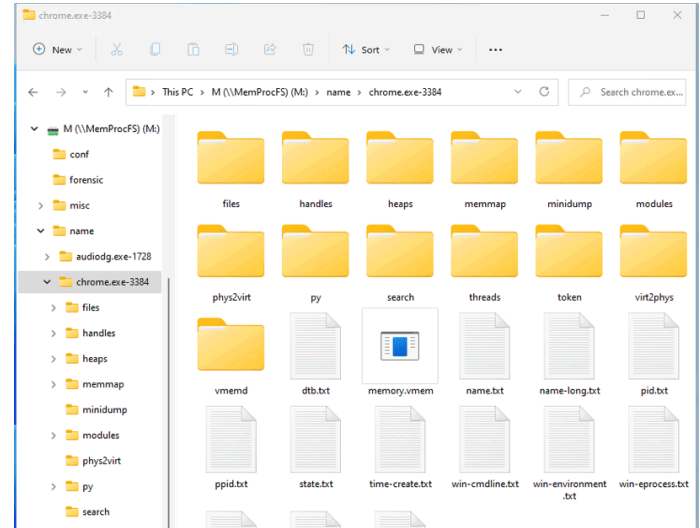 chrome.exe-3384
New
Sort
View
This PC > M (\\MemProcFS) (M:) > name > chrome.exe-3384
Search chrome.ex...
M (\\MemProcFS) (M:)
conf
forensic
misc
name
audiodg.exe-1728
chrome.exe-3384
files
handles
heaps
memmap
minidump
modules
phys2virt
py
search
files handles heaps memmap minidump modules
phys2virt py search threads token virt2phys
vmemd dtb.txt memory.vmem name.txt name-long.txt pid.txt
ppid.txt state.txt time-create.txt win-cmdline.txt win-environment win-eprocess.txt
.txt